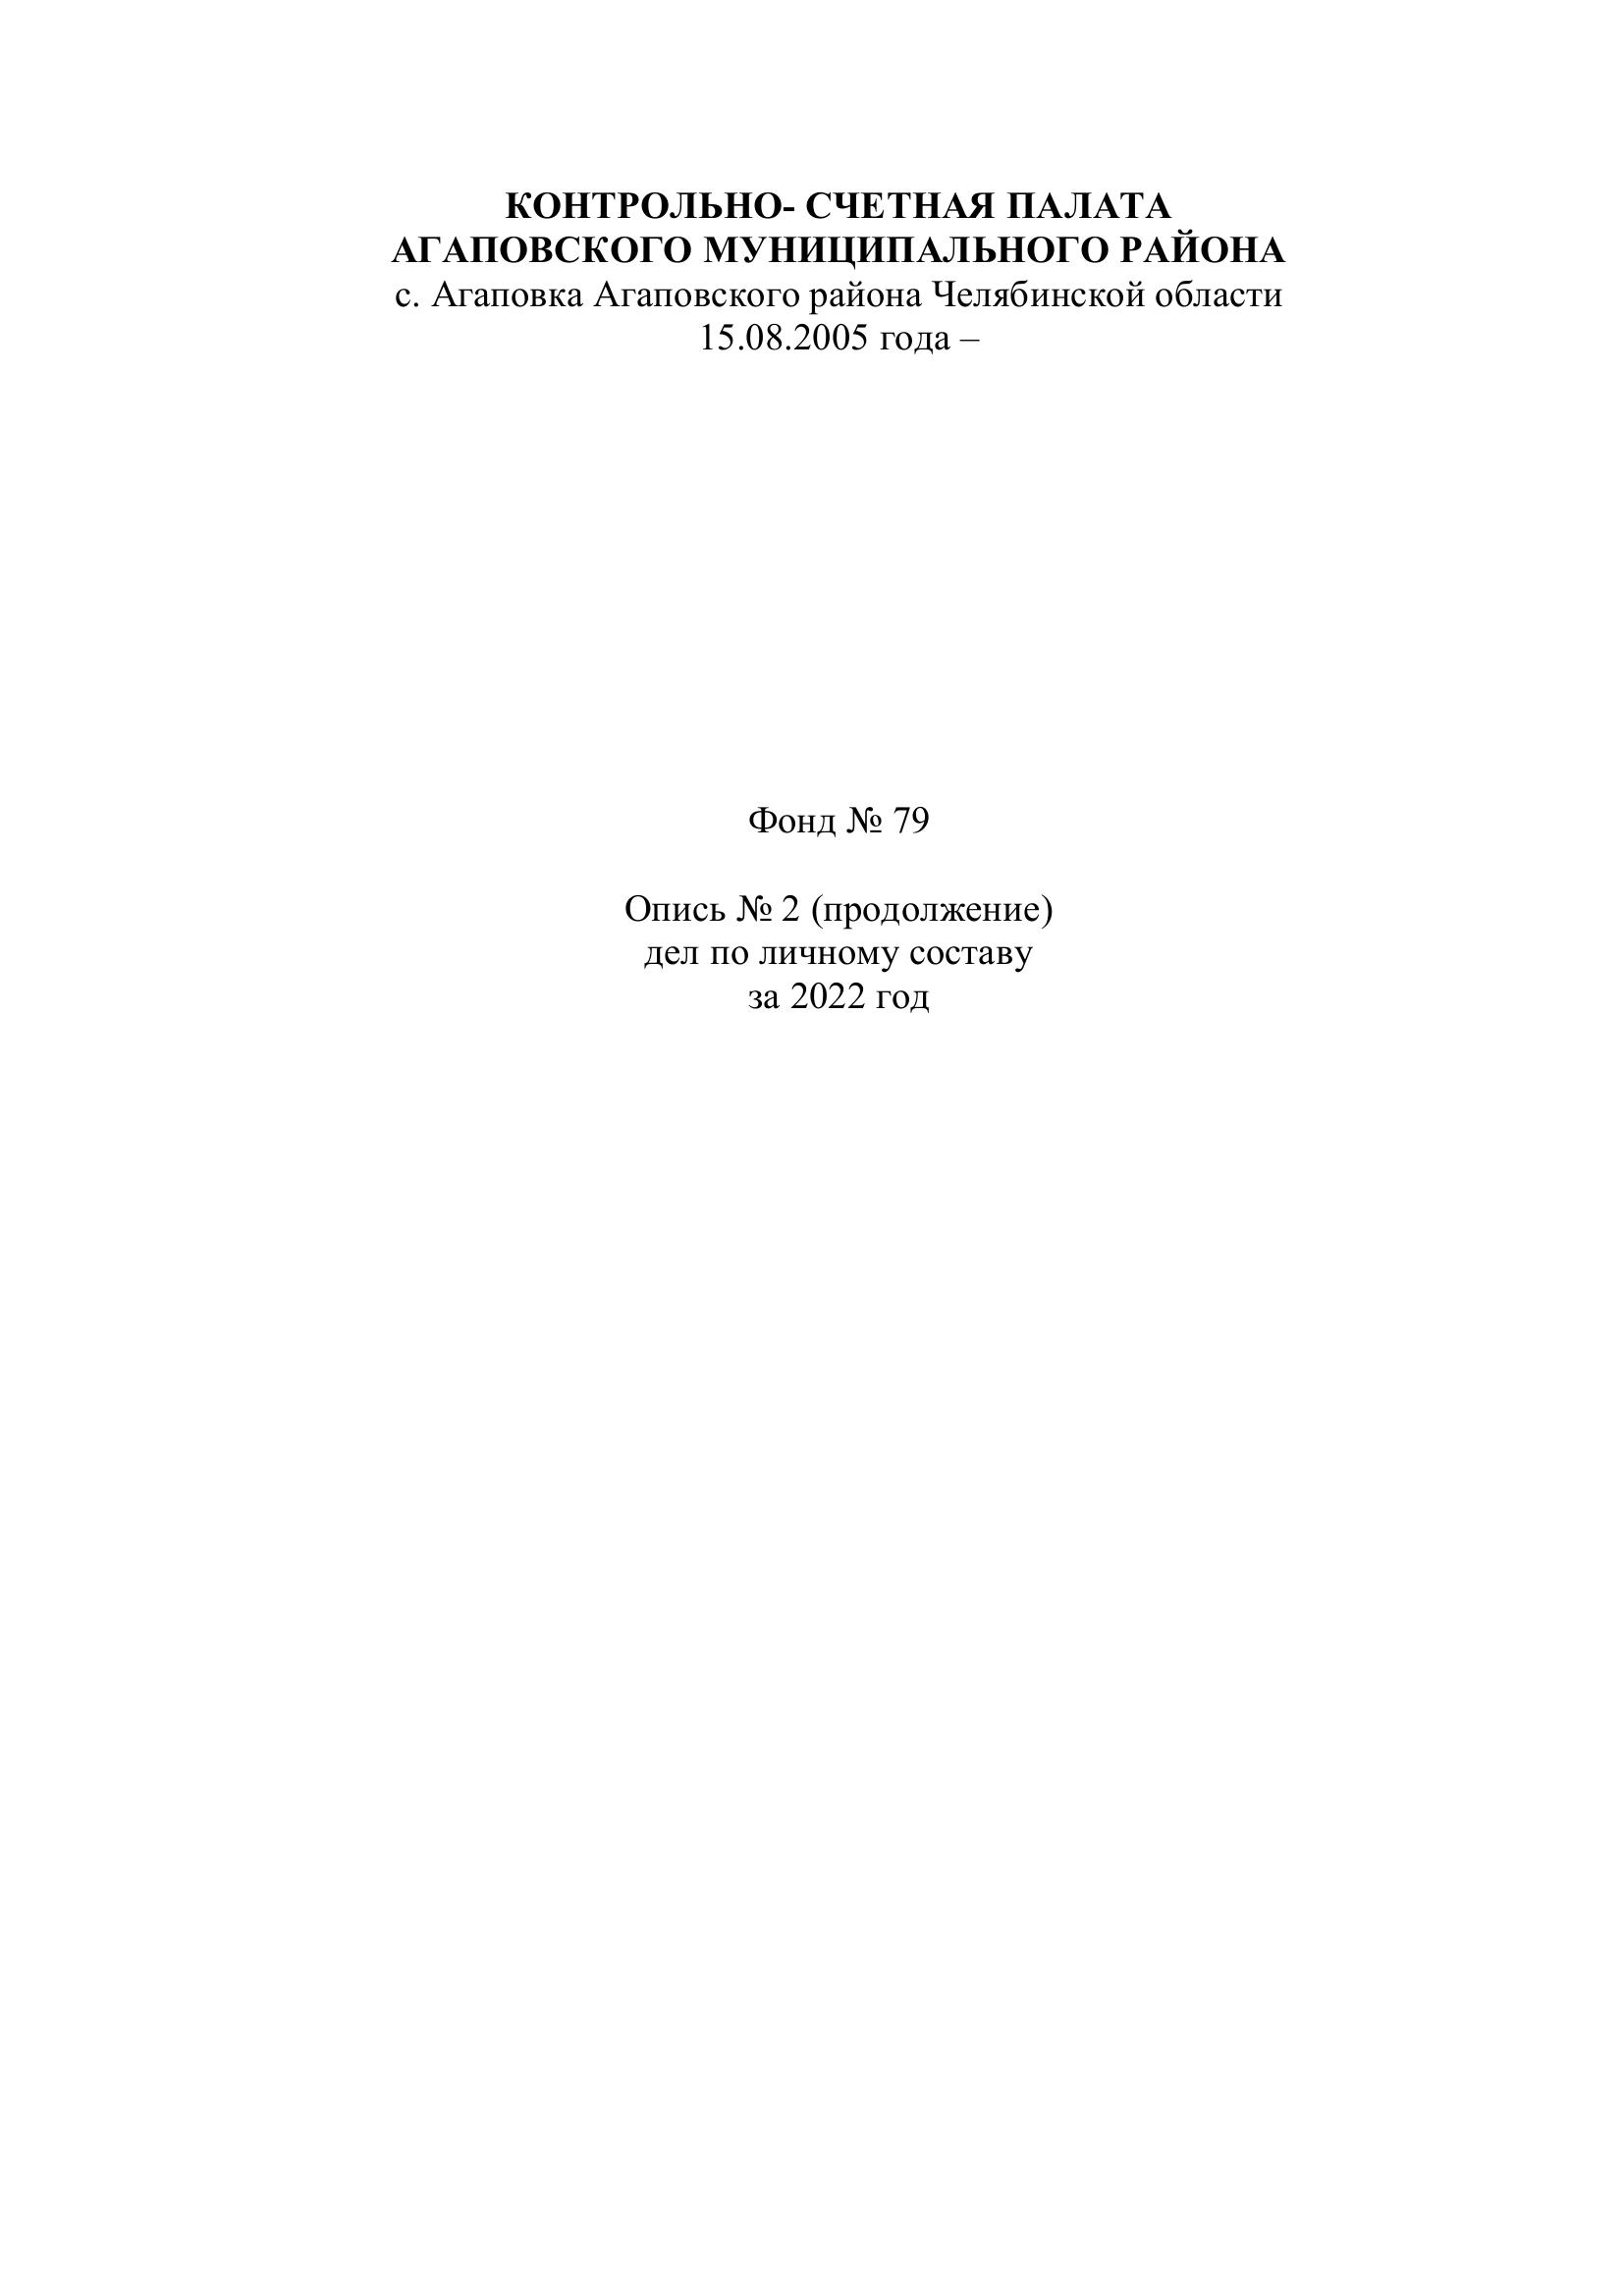 КОНТРОЛЬНО- СЧЕТНАЯ ПАЛАТА
АГАПОВСКОГО МУНИЦИПАЛЬНОГО РАЙОНА
с. Агаповка Агаповского района Челябинской области
15.08.2005 года –
Фонд № 79
Опись № 2 (продолжение)
дел по личному составу
за 2022 год